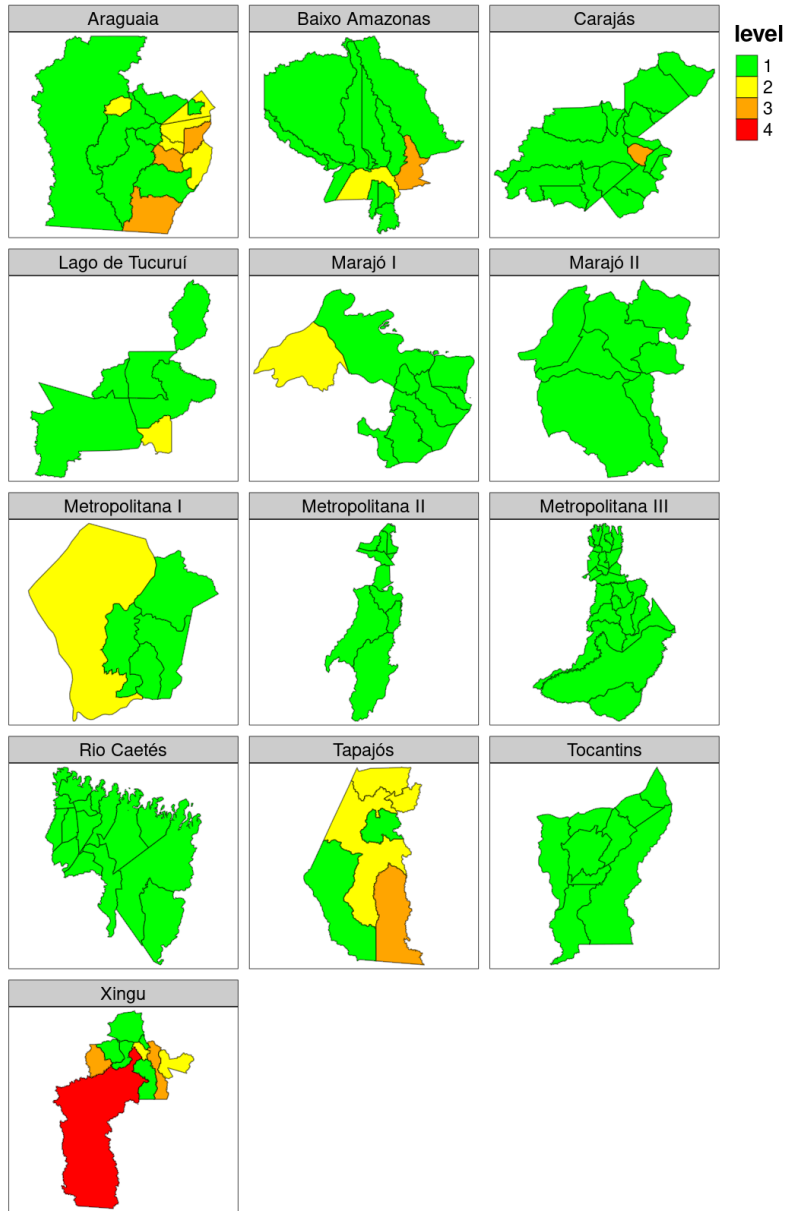 Araguaia
Baixo Amazonas
Carajás
level
1
2
3
4
Lago de Tucuruí
Marajó I
Marajó II
Metropolitana I
Metropolitana II
Metropolitana III
Rio Caetés
Tapajós
Tocantins
Xingu